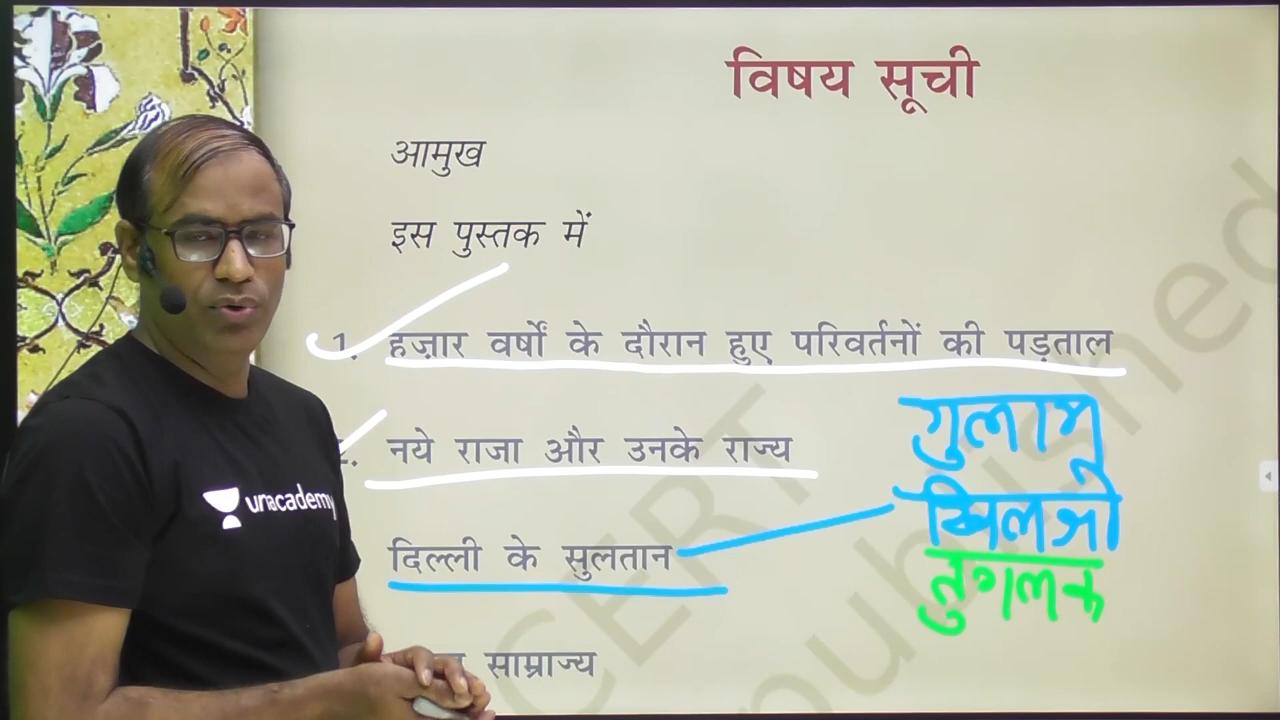 विषय सूची
आमुख
इस पुस्तक में
1. हज़ार वर्षों के दौरान हुए परिवर्तनों की पड़ताल
नये राजा और उनके राज्य
दिल्ली के सुलतान
साम्राज्य
गुलाम
खिलजी
तुगलक
unacademy